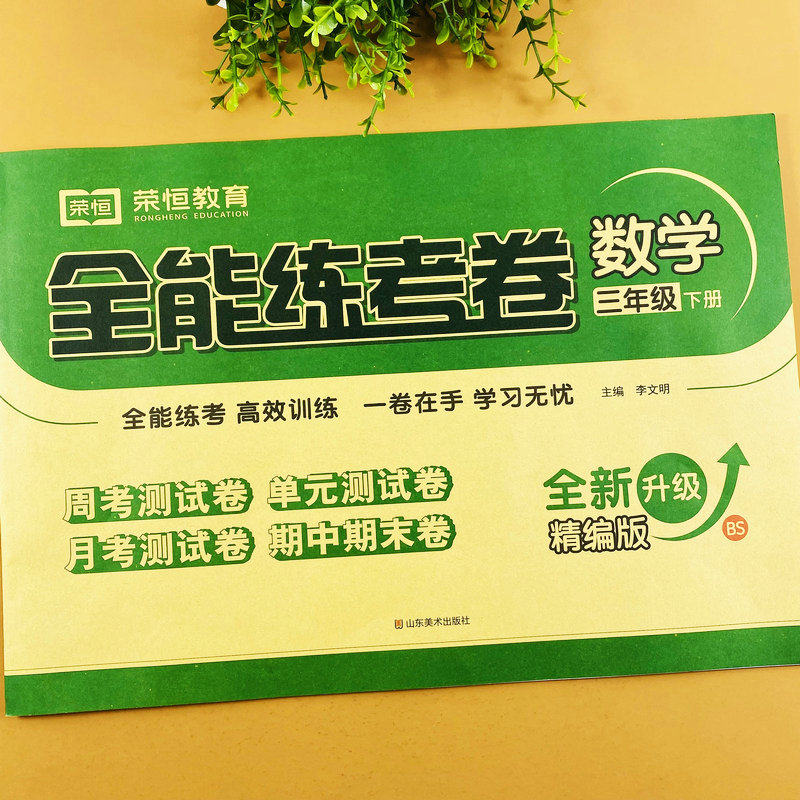 荣恒 荣恒教育
RONGHENG EDUCATION
全能练考卷
数学
三年级 下册
全能练考 高效训练 一卷在手 学习无忧
主编 李文明
周考测试卷 单元测试卷
月考测试卷 期中期末卷
全新升级
精编版
BS
山东美术出版社